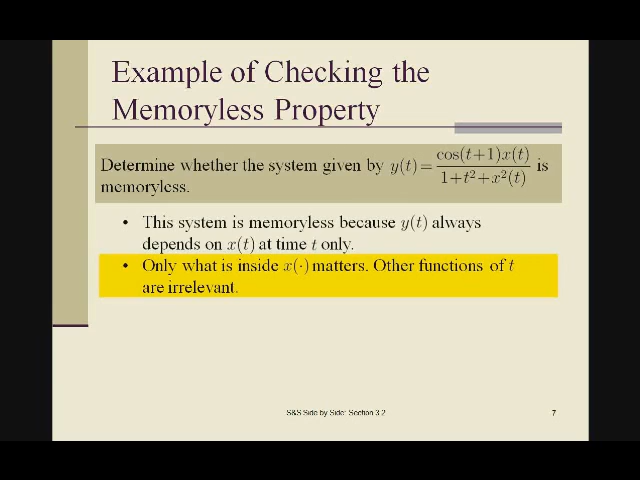 Example of Checking the
Memoryless Property
Determine whether the system given by y(t) = cos(t+1)x(t) / 1+t²+x²(t) is
memoryless.
• This system is memoryless because y(t) always
depends on x(t) at time t only.
• Only what is inside x(·) matters. Other functions of t
are irrelevant.
S&S Side by Side: Section 3.2
7